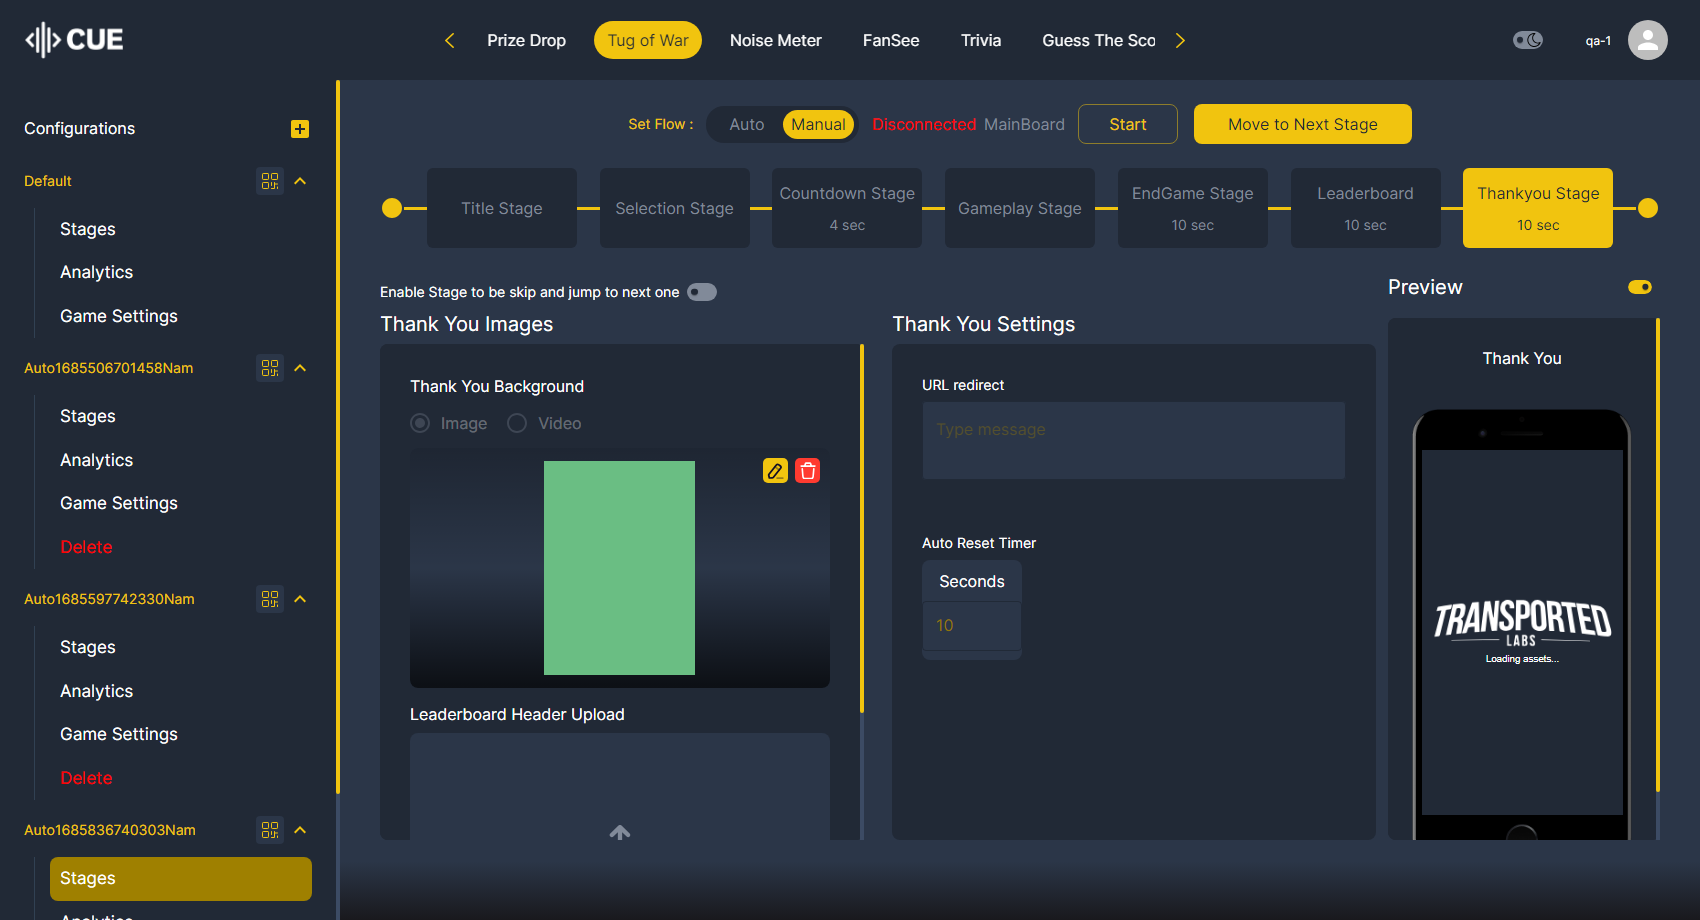 CUE
Prize Drop
Tug of War
Noise Meter
FanSee
Trivia
Guess The Sco
qa-1
Configurations
Default
Stages
Analytics
Game Settings
Auto1685506701458Nam
Stages
Analytics
Game Settings
Delete
Auto1685597742330Nam
Stages
Analytics
Game Settings
Delete
Auto1685836740303Nam
Stages
Analytics
Set Flow :
Auto
Manual
Disconnected MainBoard
Start
Move to Next Stage
Title Stage
Selection Stage
Countdown Stage
4 sec
Gameplay Stage
EndGame Stage
10 sec
Leaderboard
10 sec
Thankyou Stage
10 sec
Enable Stage to be skip and jump to next one
Thank You Images
Thank You Background
Image
Video
Leaderboard Header Upload
Thank You Settings
URL redirect
Type message
Auto Reset Timer
Seconds
10
Preview
Thank You
TRANSPORTED
LABS
Loading assets...